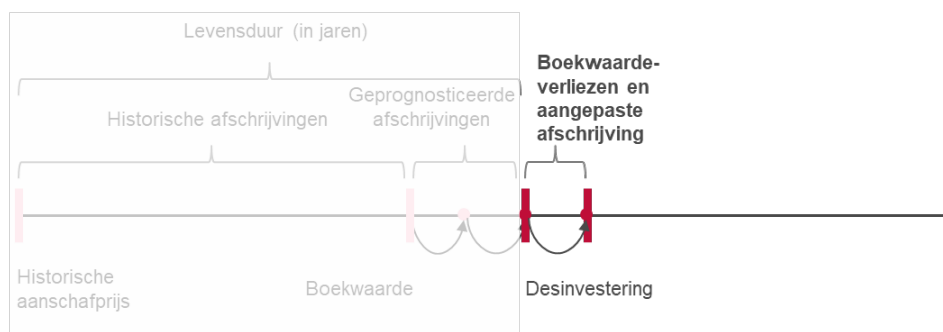 Levensduur (in jaren)
Boekwaarde-
verliezen en
aangepaste
afschrijving
Geprognosticeerde
afschrijvingen
Historische afschrijvingen
Historische
aanschafprijs
Boekwaarde
Desinvestering